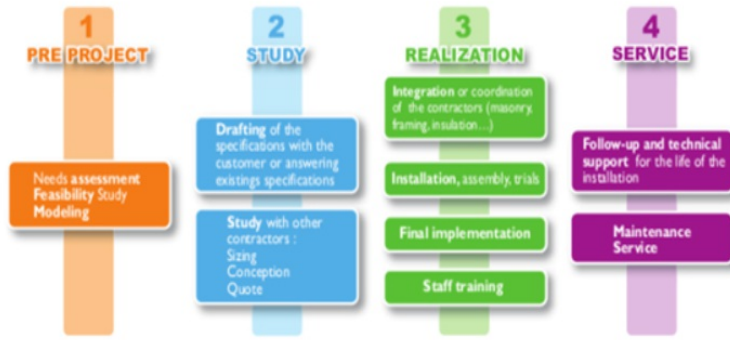 1
PRE PROJECT
Needs assessment
Feasibility Study
Modeling
2
STUDY
Drafting of the
specifications with the
customer or answering
existings specifications
Study with other
contractors :
Sizing
Conception
Quote
3
REALIZATION
Integration or coordination
of the contractors (masonry,
framing, insulation...)
Installation, assembly, trials
Final implementation
Staff training
4
SERVICE
Follow-up and technical
support for the life of the
installation
Maintenance
Service